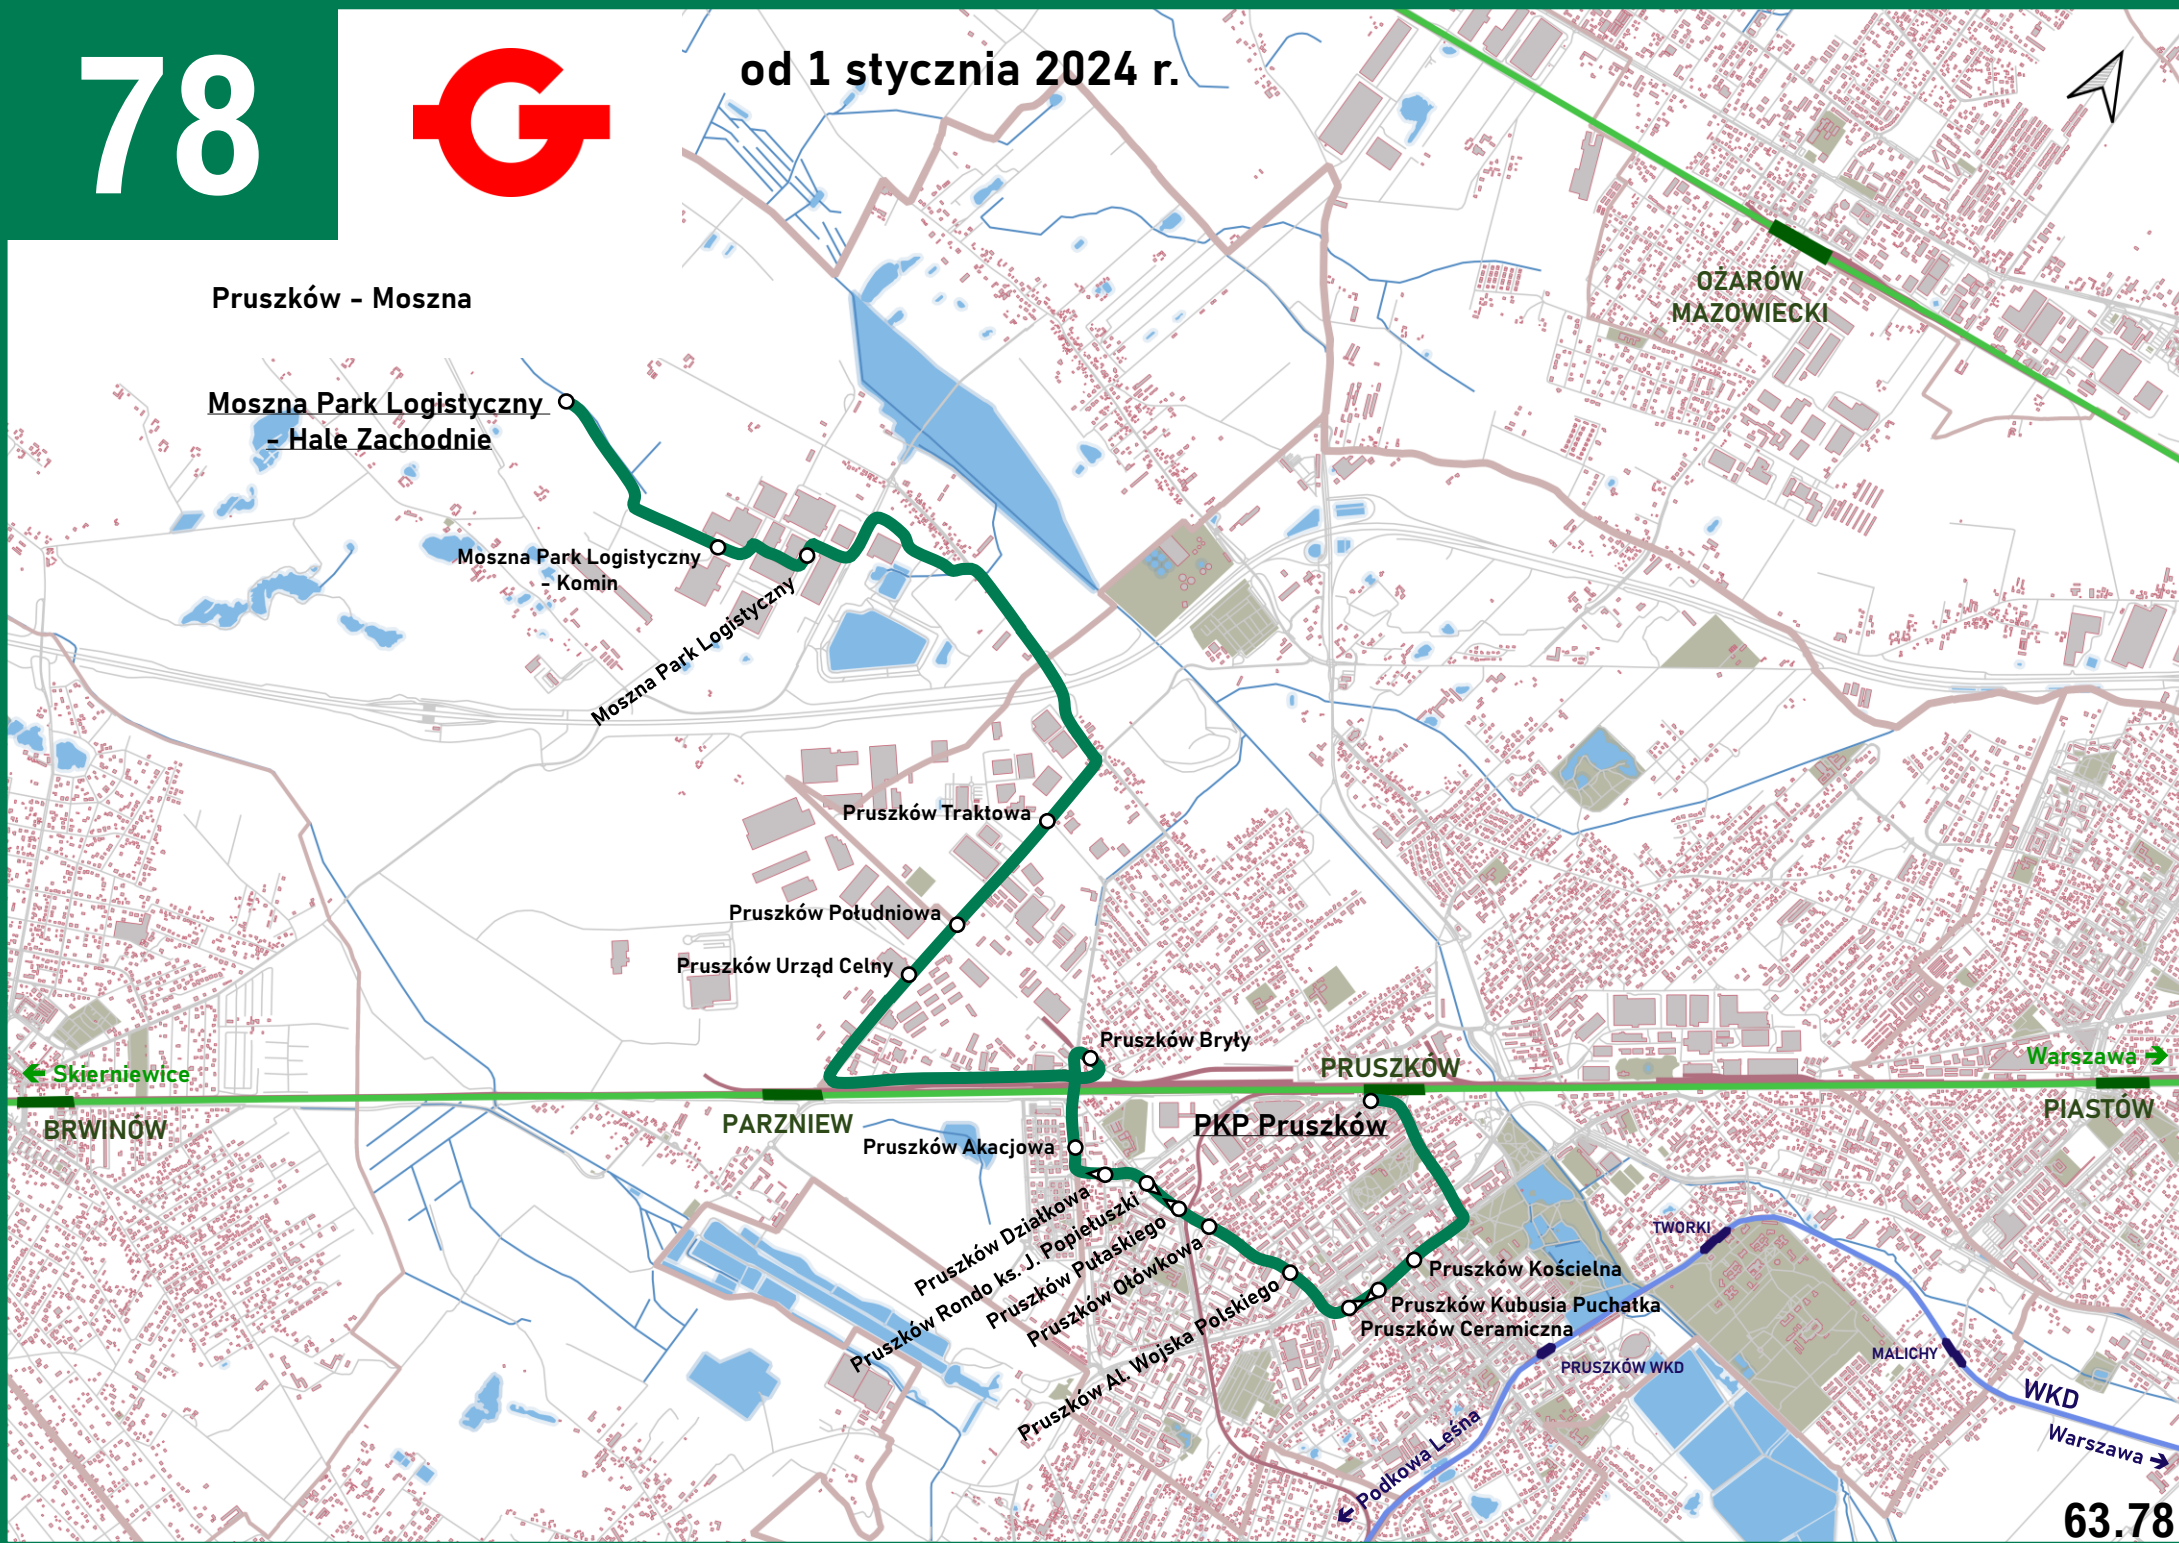 78
od 1 stycznia 2024 r.
Pruszków - Moszna
OŻARÓW
MAZOWIECKI
Moszna Park Logistyczny
- Hale Zachodnie
Moszna Park Logistyczny
- Komin
Moszna Park Logistyczny
Pruszków Traktowa
Pruszków Południowa
Pruszków Urząd Celny
Pruszków Bryły
PRUSZKÓW
Warszawa →
← Skierniewice
BRWINÓW
PARZNIEW
PKP Pruszków
PIASTÓW
Pruszków Akacjowa
Pruszków Działkowa
Pruszków Rondo ks. J. Popiełuszki
Pruszków Pułaskiego
Pruszków Ołówkowa
Pruszków Al. Wojska Polskiego
Pruszków Kościelna
Pruszków Kubusia Puchatka
Pruszków Ceramiczna
TWORKI
PRUSZKÓW WKD
MALICHY
WKD
Warszawa →
← Podkowa Leśna
63.78